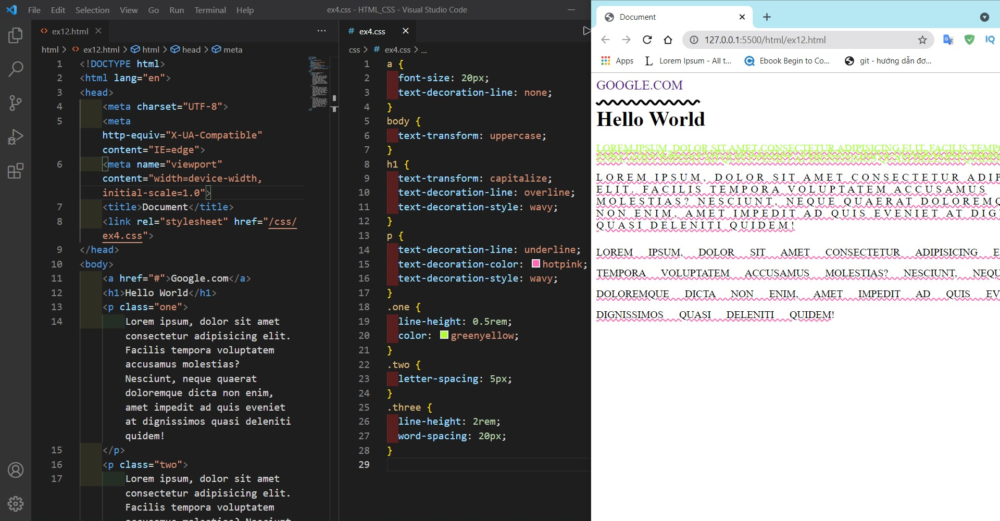 File Edit Selection View Go Run Terminal Help
ex4.css - HTML_CSS - Visual Studio Code
ex12.html
html > ex12.html > html > head > meta
1 <!DOCTYPE html>
2 <html lang="en">
3 <head>
4 <meta charset="UTF-8">
5 <meta
http-equiv="X-UA-Compatible"
content="IE=edge">
6 <meta name="viewport"
content="width=device-width,
initial-scale=1.0">
7 <title>Document</title>
8 <link rel="stylesheet" href="/css/
ex4.css">
9 </head>
10 <body>
11 <a href="#">Google.com</a>
12 <h1>Hello World</h1>
13 <p class="one">
14 Lorem ipsum, dolor sit amet
consectetur adipisicing elit.
Facilis tempora voluptatem
accusamus molestias?
Nesciunt, neque quaerat
doloremque dicta non enim,
amet impedit ad quis eveniet
at dignissimos quasi deleniti
quidem!
15 </p>
16 <p class="two">
17 Lorem ipsum, dolor sit amet
consectetur adipisicing elit.
Facilis tempora voluptatem
accusamus molestias? Nesciunt
# ex4.css
css > # ex4.css > ...
1 a {
2 font-size: 20px;
3 text-decoration-line: none;
4 }
5 body {
6 text-transform: uppercase;
7 }
8 h1 {
9 text-transform: capitalize;
10 text-decoration-line: overline;
11 text-decoration-style: wavy;
12 }
13 p {
14 text-decoration-line: underline;
15 text-decoration-color: hotpink;
16 text-decoration-style: wavy;
17 }
18 .one {
19 line-height: 0.5rem;
20 color: greenyellow;
21 }
22 .two {
23 letter-spacing: 5px;
24 }
25 .three {
26 line-height: 2rem;
27 word-spacing: 20px;
28 }
29
Document
127.0.0.1:5500/html/ex12.html
IQ
Apps
Lorem Ipsum - All t...
Ebook Begin to Co...
git - hướng dẫn đơ...
GOOGLE.COM
Hello World
LOREM IPSUM, DOLOR SIT AMET CONSECTETUR ADIPISICING ELIT. FACILIS TEMPO
ENIM, AMET IMPEDIT AD QUIS EVENIET AT DIGNISSIMOS QUASI DELENITI QUIDEM
LOREM IPSUM, DOLOR SIT AMET CONSECTETUR ADIP
ELIT. FACILIS TEMPORA VOLUPTATEM ACCUSAMUS
MOLESTIAS? NESCIUNT, NEQUE QUAERAT DOLOREMQ
NON ENIM, AMET IMPEDIT AD QUIS EVENIET AT DIG
QUASI DELENITI QUIDEM!
LOREM IPSUM, DOLOR SIT AMET CONSECTETUR ADIPISICING E
TEMPORA VOLUPTATEM ACCUSAMUS MOLESTIAS? NESCIUNT, NEQU
DOLOREMQUE DICTA NON ENIM, AMET IMPEDIT AD QUIS EV
DIGNISSIMOS QUASI DELENITI QUIDEM!